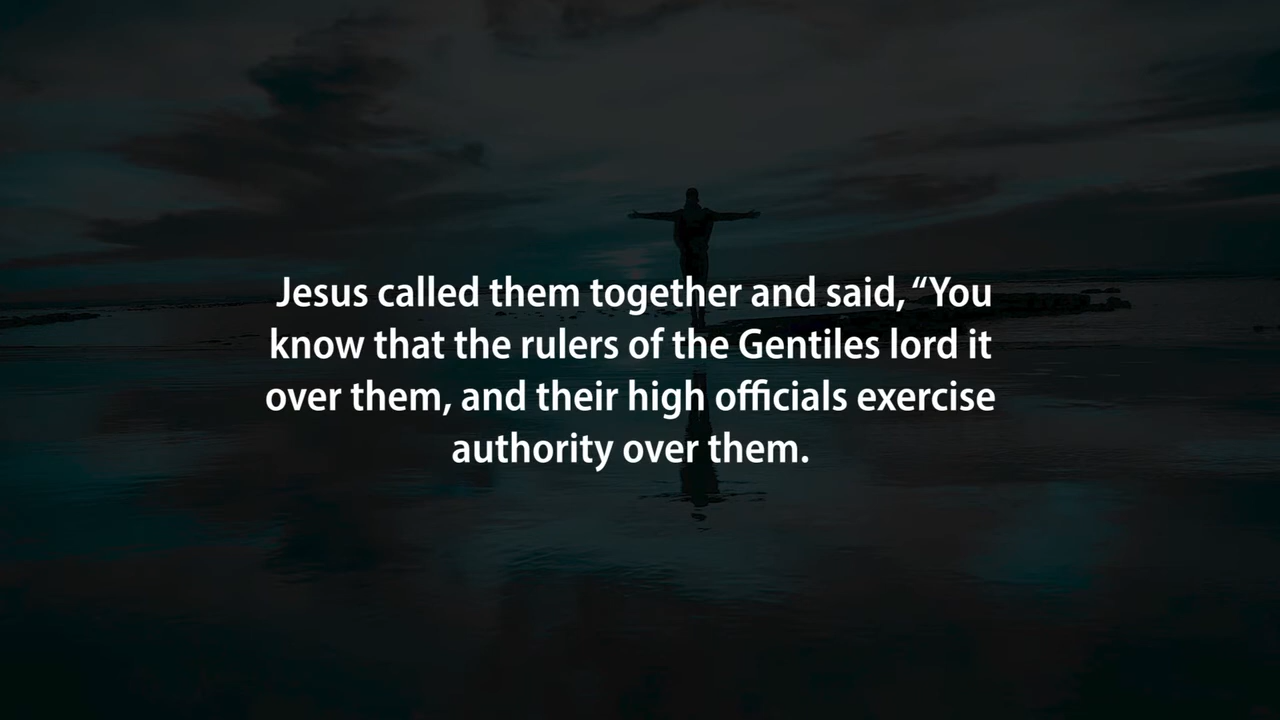 Jesus called them together and said, “You
know that the rulers of the Gentiles lord it
over them, and their high officials exercise
authority over them.